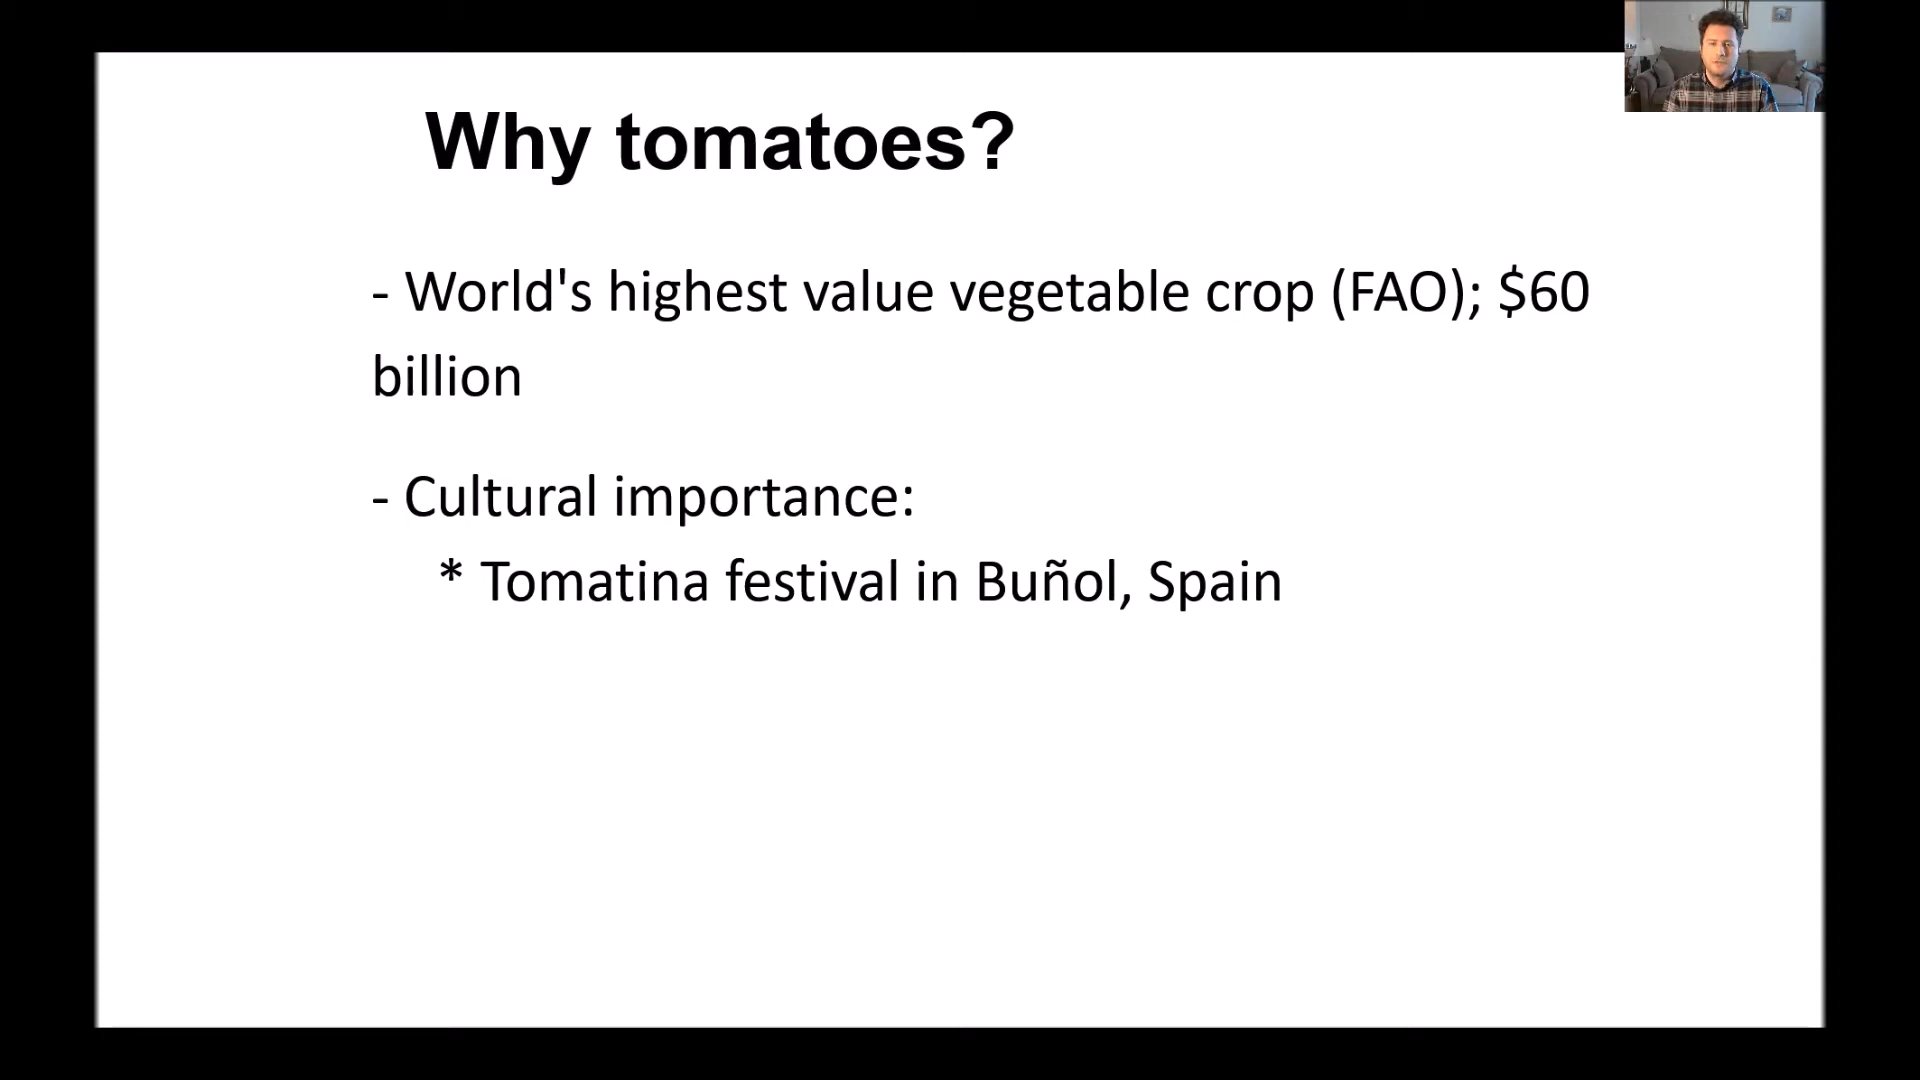 Why tomatoes?
- World's highest value vegetable crop (FAO); $60
billion
- Cultural importance:
* Tomatina festival in Buñol, Spain